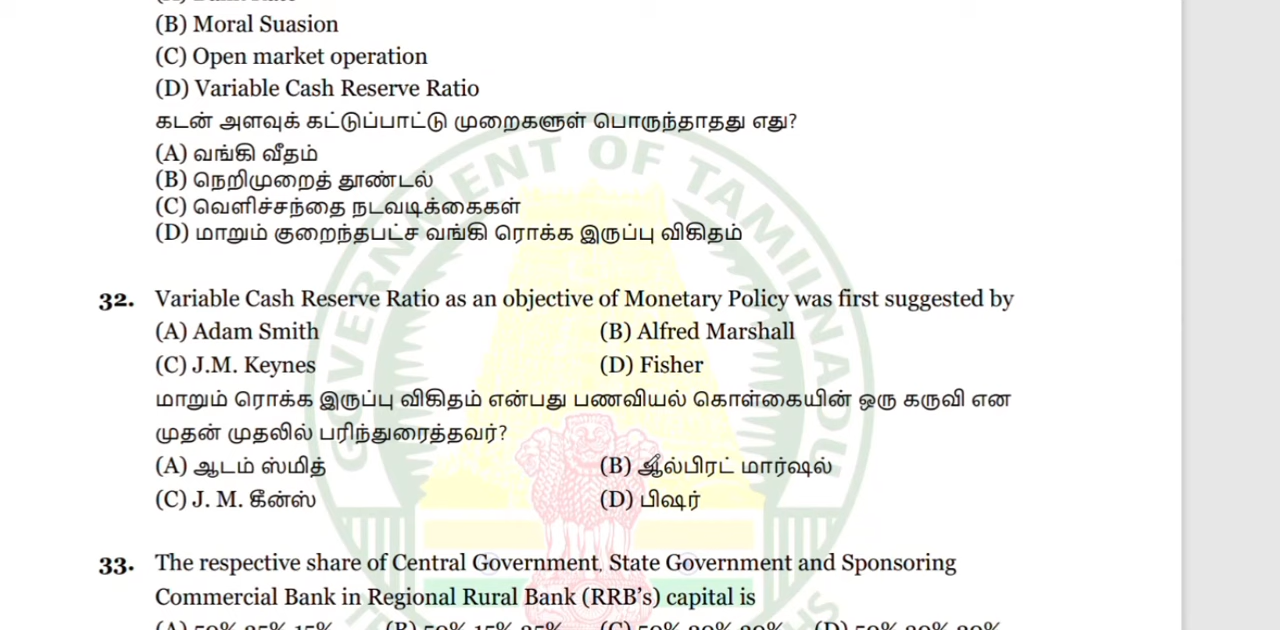 (B) Moral Suasion
(C) Open market operation
(D) Variable Cash Reserve Ratio
கடன் அளவுக் கட்டுப்பாட்டு முறைகளுள் பொருந்தாதது எது?
(A) வங்கி வீதம்
(B) நெறிமுறைத் தூண்டல்
(C) வெளிச்சந்தை நடவடிக்கைகள்
(D) மாறும் குறைந்தபட்ச வங்கி ரொக்க இருப்பு விகிதம்
32. Variable Cash Reserve Ratio as an objective of Monetary Policy was first suggested by
(A) Adam Smith (B) Alfred Marshall
(C) J.M. Keynes (D) Fisher
மாறும் ரொக்க இருப்பு விகிதம் என்பது பணவியல் கொள்கையின் ஒரு கருவி என
முதன் முதலில் பரிந்துரைத்தவர்?
(A) ஆடம் ஸ்மித் (B) ஆல்பிரட் மார்ஷல்
(C) J. M. கீன்ஸ் (D) பிஷர்
33. The respective share of Central Government, State Government and Sponsoring
Commercial Bank in Regional Rural Bank (RRB's) capital is
GOVERNMENT OF TAMILNADU